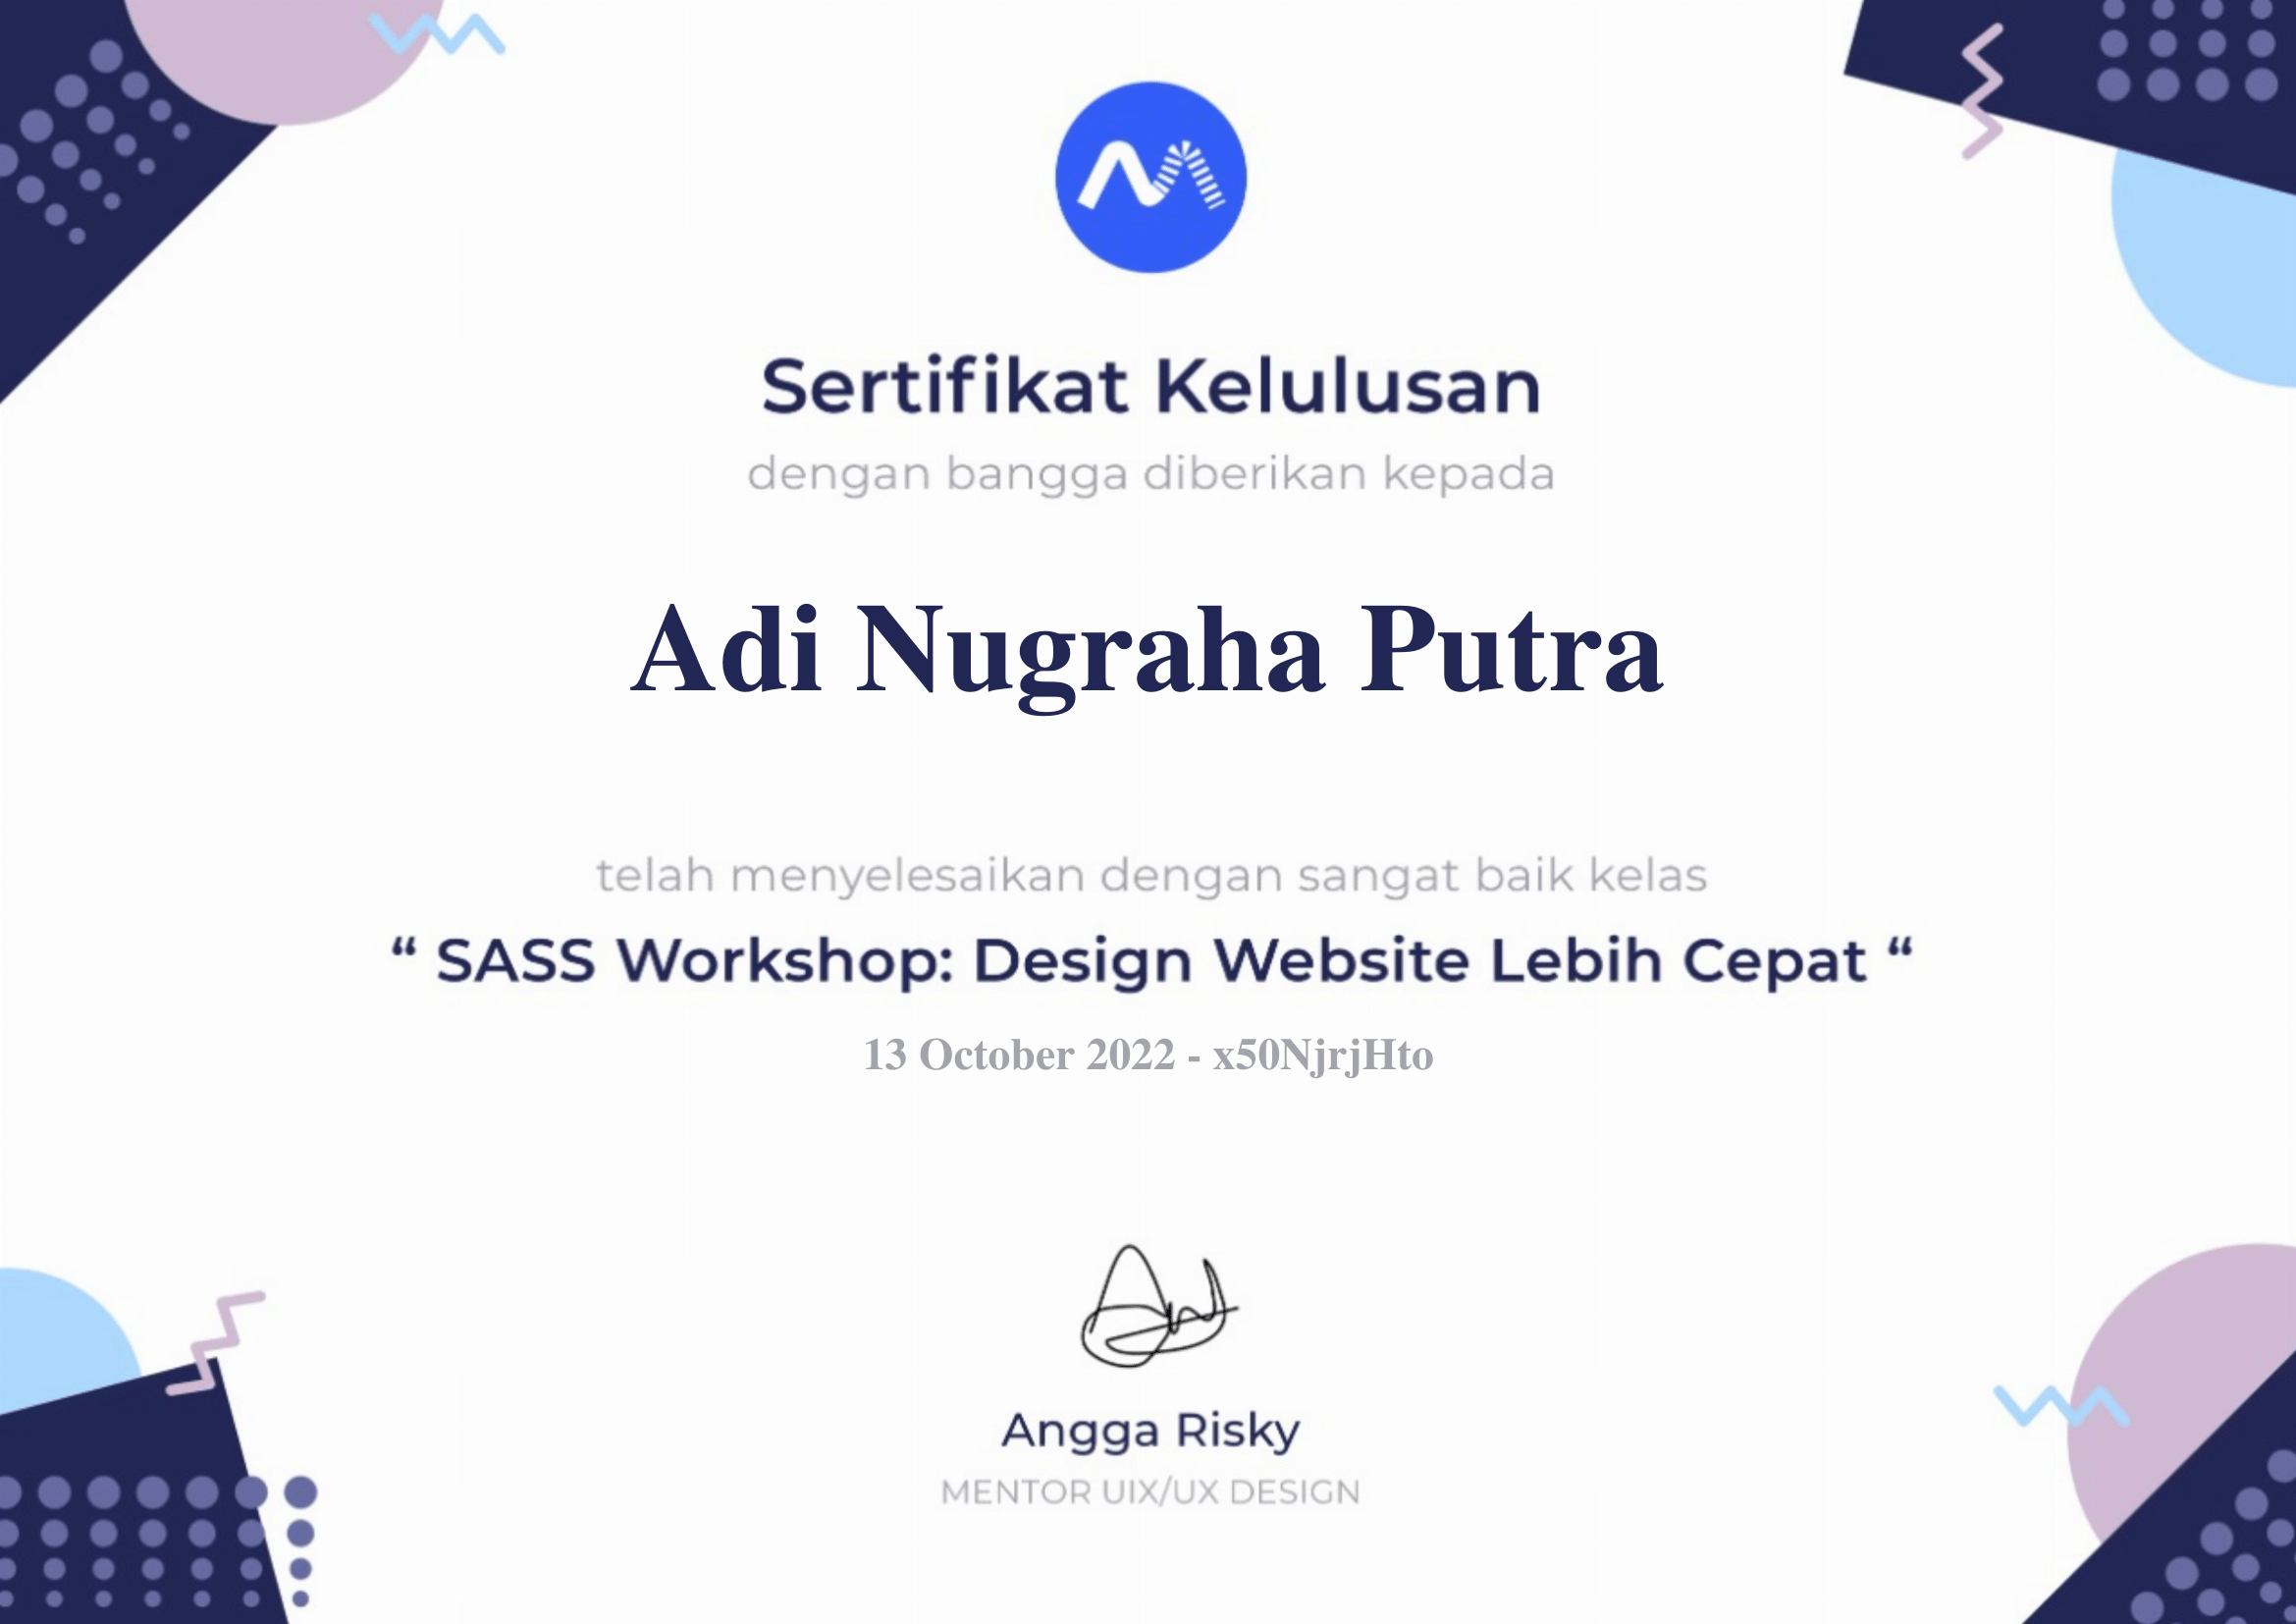 Sertifikat Kelulusan
dengan bangga diberikan kepada
Adi Nugraha Putra
telah menyelesaikan dengan sangat baik kelas
“ SASS Workshop: Design Website Lebih Cepat “
13 October 2022 - x50NjrjHto
Angga Risky
MENTOR UIX/UX DESIGN